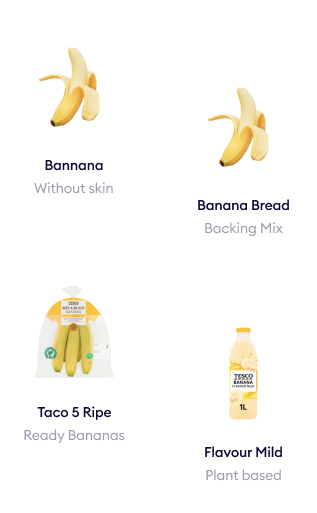 Bannana
Without skin
Banana Bread
Backing Mix
TESCO
Taco 5 Ripe
Ready Bananas
TESCO
BANANA
FLAVOUR MILK
1L
Flavour Mild
Plant based